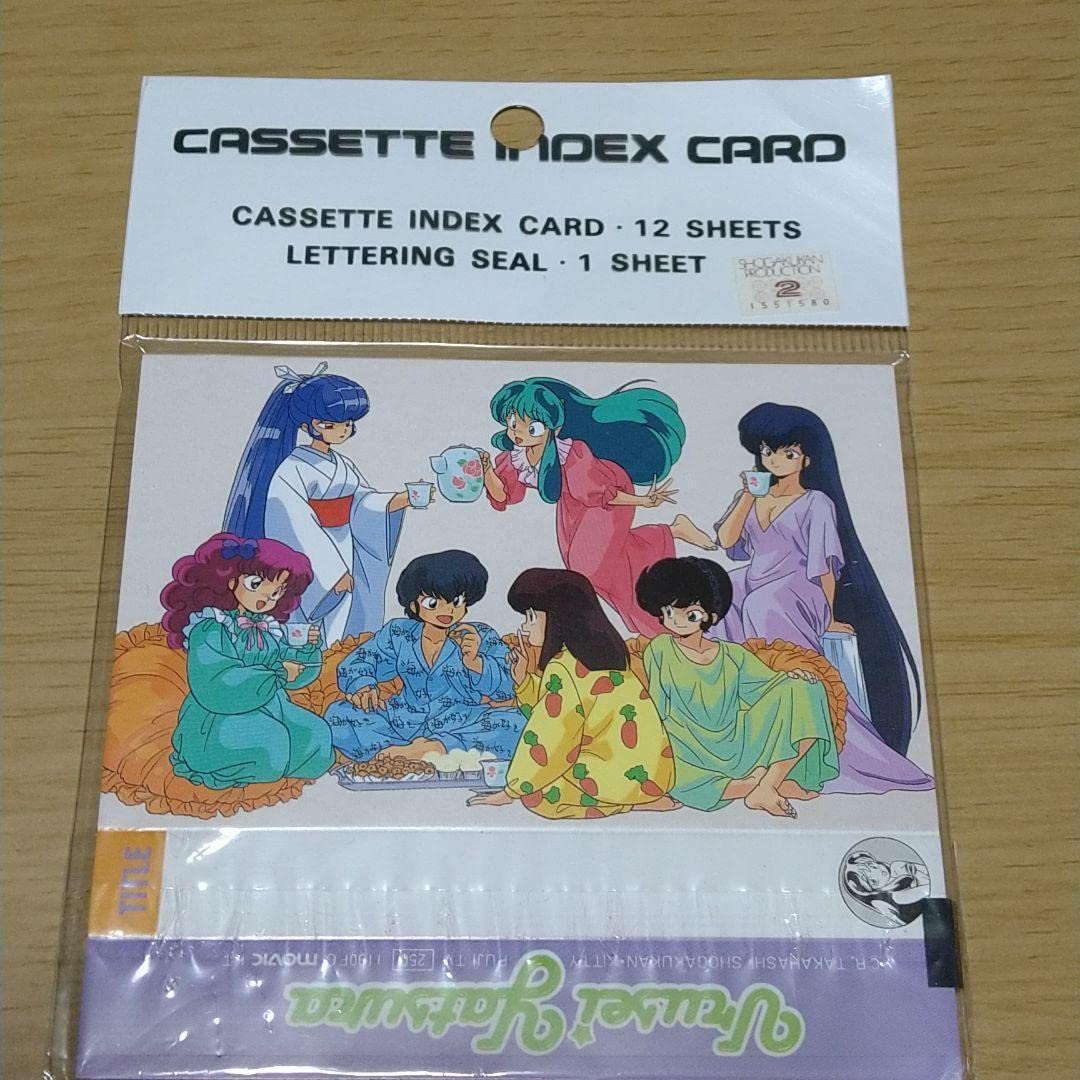 CASSETTE INDEX CARD
CASSETTE INDEX CARD · 12 SHEETS
LETTERING SEAL · 1 SHEET
SHOGAKUKAN
PRODUCTION
2
1551580
TITLE
R. TAKAHASHI · SHOGAKUKAN · KITTY FUJI TV 250 movic
Urusei Yatsura